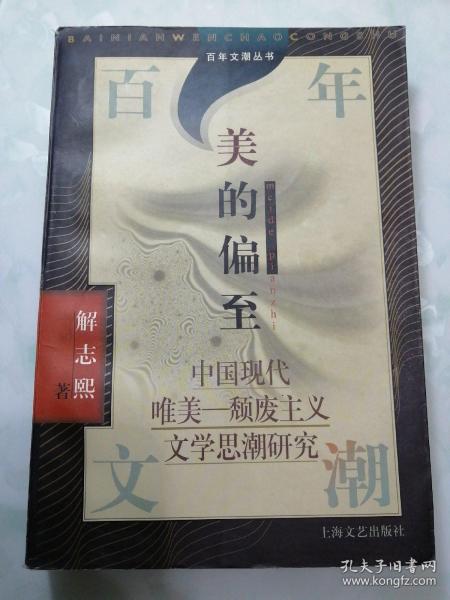 BAINIANWENCHAOCONGSHU
百年文潮丛书
百年
文潮
美的偏至
meide pianzhi
解志熙
著
中国现代
唯美—颓废主义
文学思潮研究
上海文艺出版社
孔夫子旧书网
www.kongfz.com